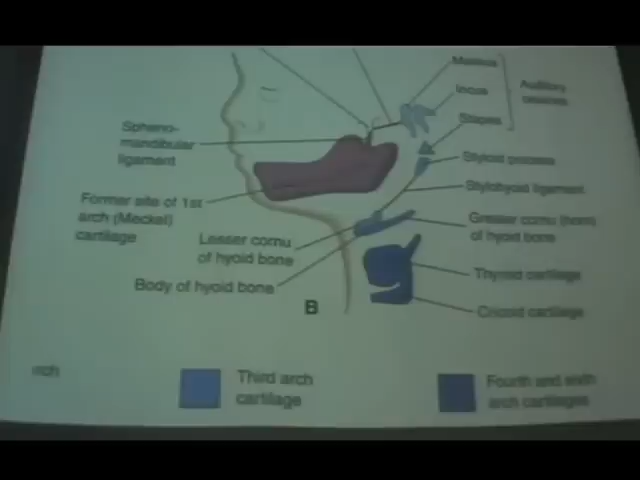 Malleus
Incus
Auditory
ossicles
Stapes
Spheno-
mandibular
ligament
Styloid process
Stylohyoid ligament
Former site of 1st
arch (Meckel)
cartilage
Greater cornu (horn)
of hyoid bone
Lesser cornu
of hyoid bone
Thyroid cartilage
Body of hyoid bone
B
Cricoid cartilage
arch
Third arch
cartilage
Fourth and sixth
arch cartilages